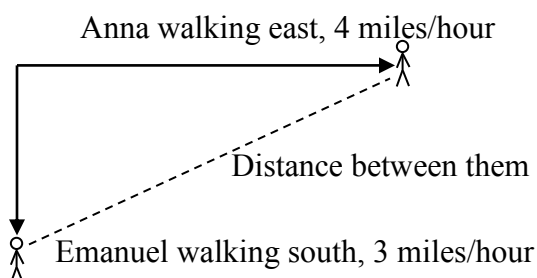 Anna walking east, 4 miles/hour
Distance between them
Emanuel walking south, 3 miles/hour